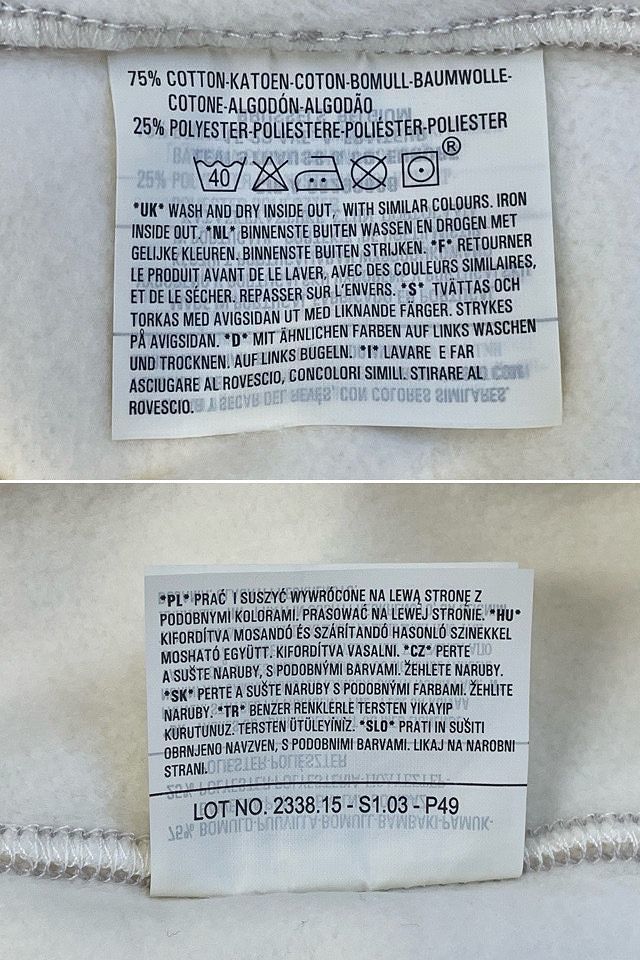 75% COTTON-KATOEN-COTON-BOMULL-BAUMWOLLE-
COTONE-ALGODÓN-ALGODÃO
25% POLYESTER-POLIESTERE-POLIÉSTER-POLIESTER
®
40
*UK* WASH AND DRY INSIDE OUT, WITH SIMILAR COLOURS. IRON
INSIDE OUT. *NL* BINNENSTE BUITEN WASSEN EN DROGEN MET
GELIJKE KLEUREN. BINNENSTE BUITEN STRIJKEN. *F* RETOURNER
LE PRODUIT AVANT DE LE LAVER, AVEC DES COULEURS SIMILAIRES,
ET DE LE SÉCHER. REPASSER SUR L'ENVERS. *S* TVÄTTAS OCH
TORKAS MED AVIGSIDAN UT MED LIKNANDE FÄRGER. STRYKES
PÅ AVIGSIDAN. *D* MIT ÄHNLICHEN FARBEN AUF LINKS WASCHEN
UND TROCKNEN. AUF LINKS BUGELN. *I* LAVARE E FAR
ASCIUGARE AL ROVESCIO, CONCOLORI SIMILI. STIRARE AL
ROVESCIO.
*PL* PRAĆ I SUSZYĆ WYWRÓCONE NA LEWĄ STRONĘ Z
PODOBNYMI KOLORAMI. PRASOWAĆ NA LEWEJ STRONIE. *HU*
KIFORDÍTVA MOSANDÓ ÉS SZÁRÍTANDÓ HASONLÓ SZINEKKEL
MOSHATÓ EGYÜTT. KIFORDÍTVA VASALNI. *CZ* PERTE
A SUŠTE NARUBY, S PODOBNÝMI BARVAMI. ŽEHLETE NARUBY.
*SK* PERTE A SUŠTE NARUBY S PODOBNÝMI FARBAMI. ŽEHLITE
NARUBY. *TR* BENZER RENKLERLE TERSTEN YIKAYIP
KURUTUNUZ. TERSTEN ÜTÜLEYİNİZ. *SLO* PRATI IN SUŠITI
OBRNJENO NAVZVEN, S PODOBNIMI BARVAMI. LIKAJ NA NAROBNI
STRANI.
LOT NO. 2338.15 - S1.03 - P49